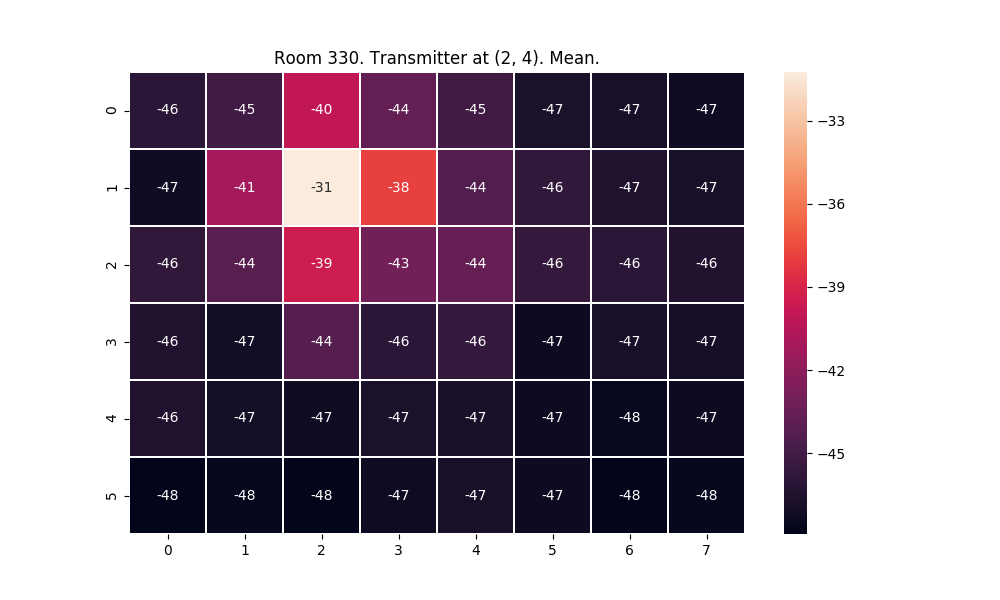 Room 330. Transmitter at (2, 4). Mean.
0 -46 -45 -40 -44 -45 -47 -47 -47
−33
1 -47 -41 -31 -38 -44 -46 -47 -47
−36
2 -46 -44 -39 -43 -44 -46 -46 -46
−39
3 -46 -47 -44 -46 -46 -47 -47 -47
−42
4 -46 -47 -47 -47 -47 -47 -48 -47
−45
5 -48 -48 -48 -47 -47 -47 -48 -48
0 1 2 3 4 5 6 7